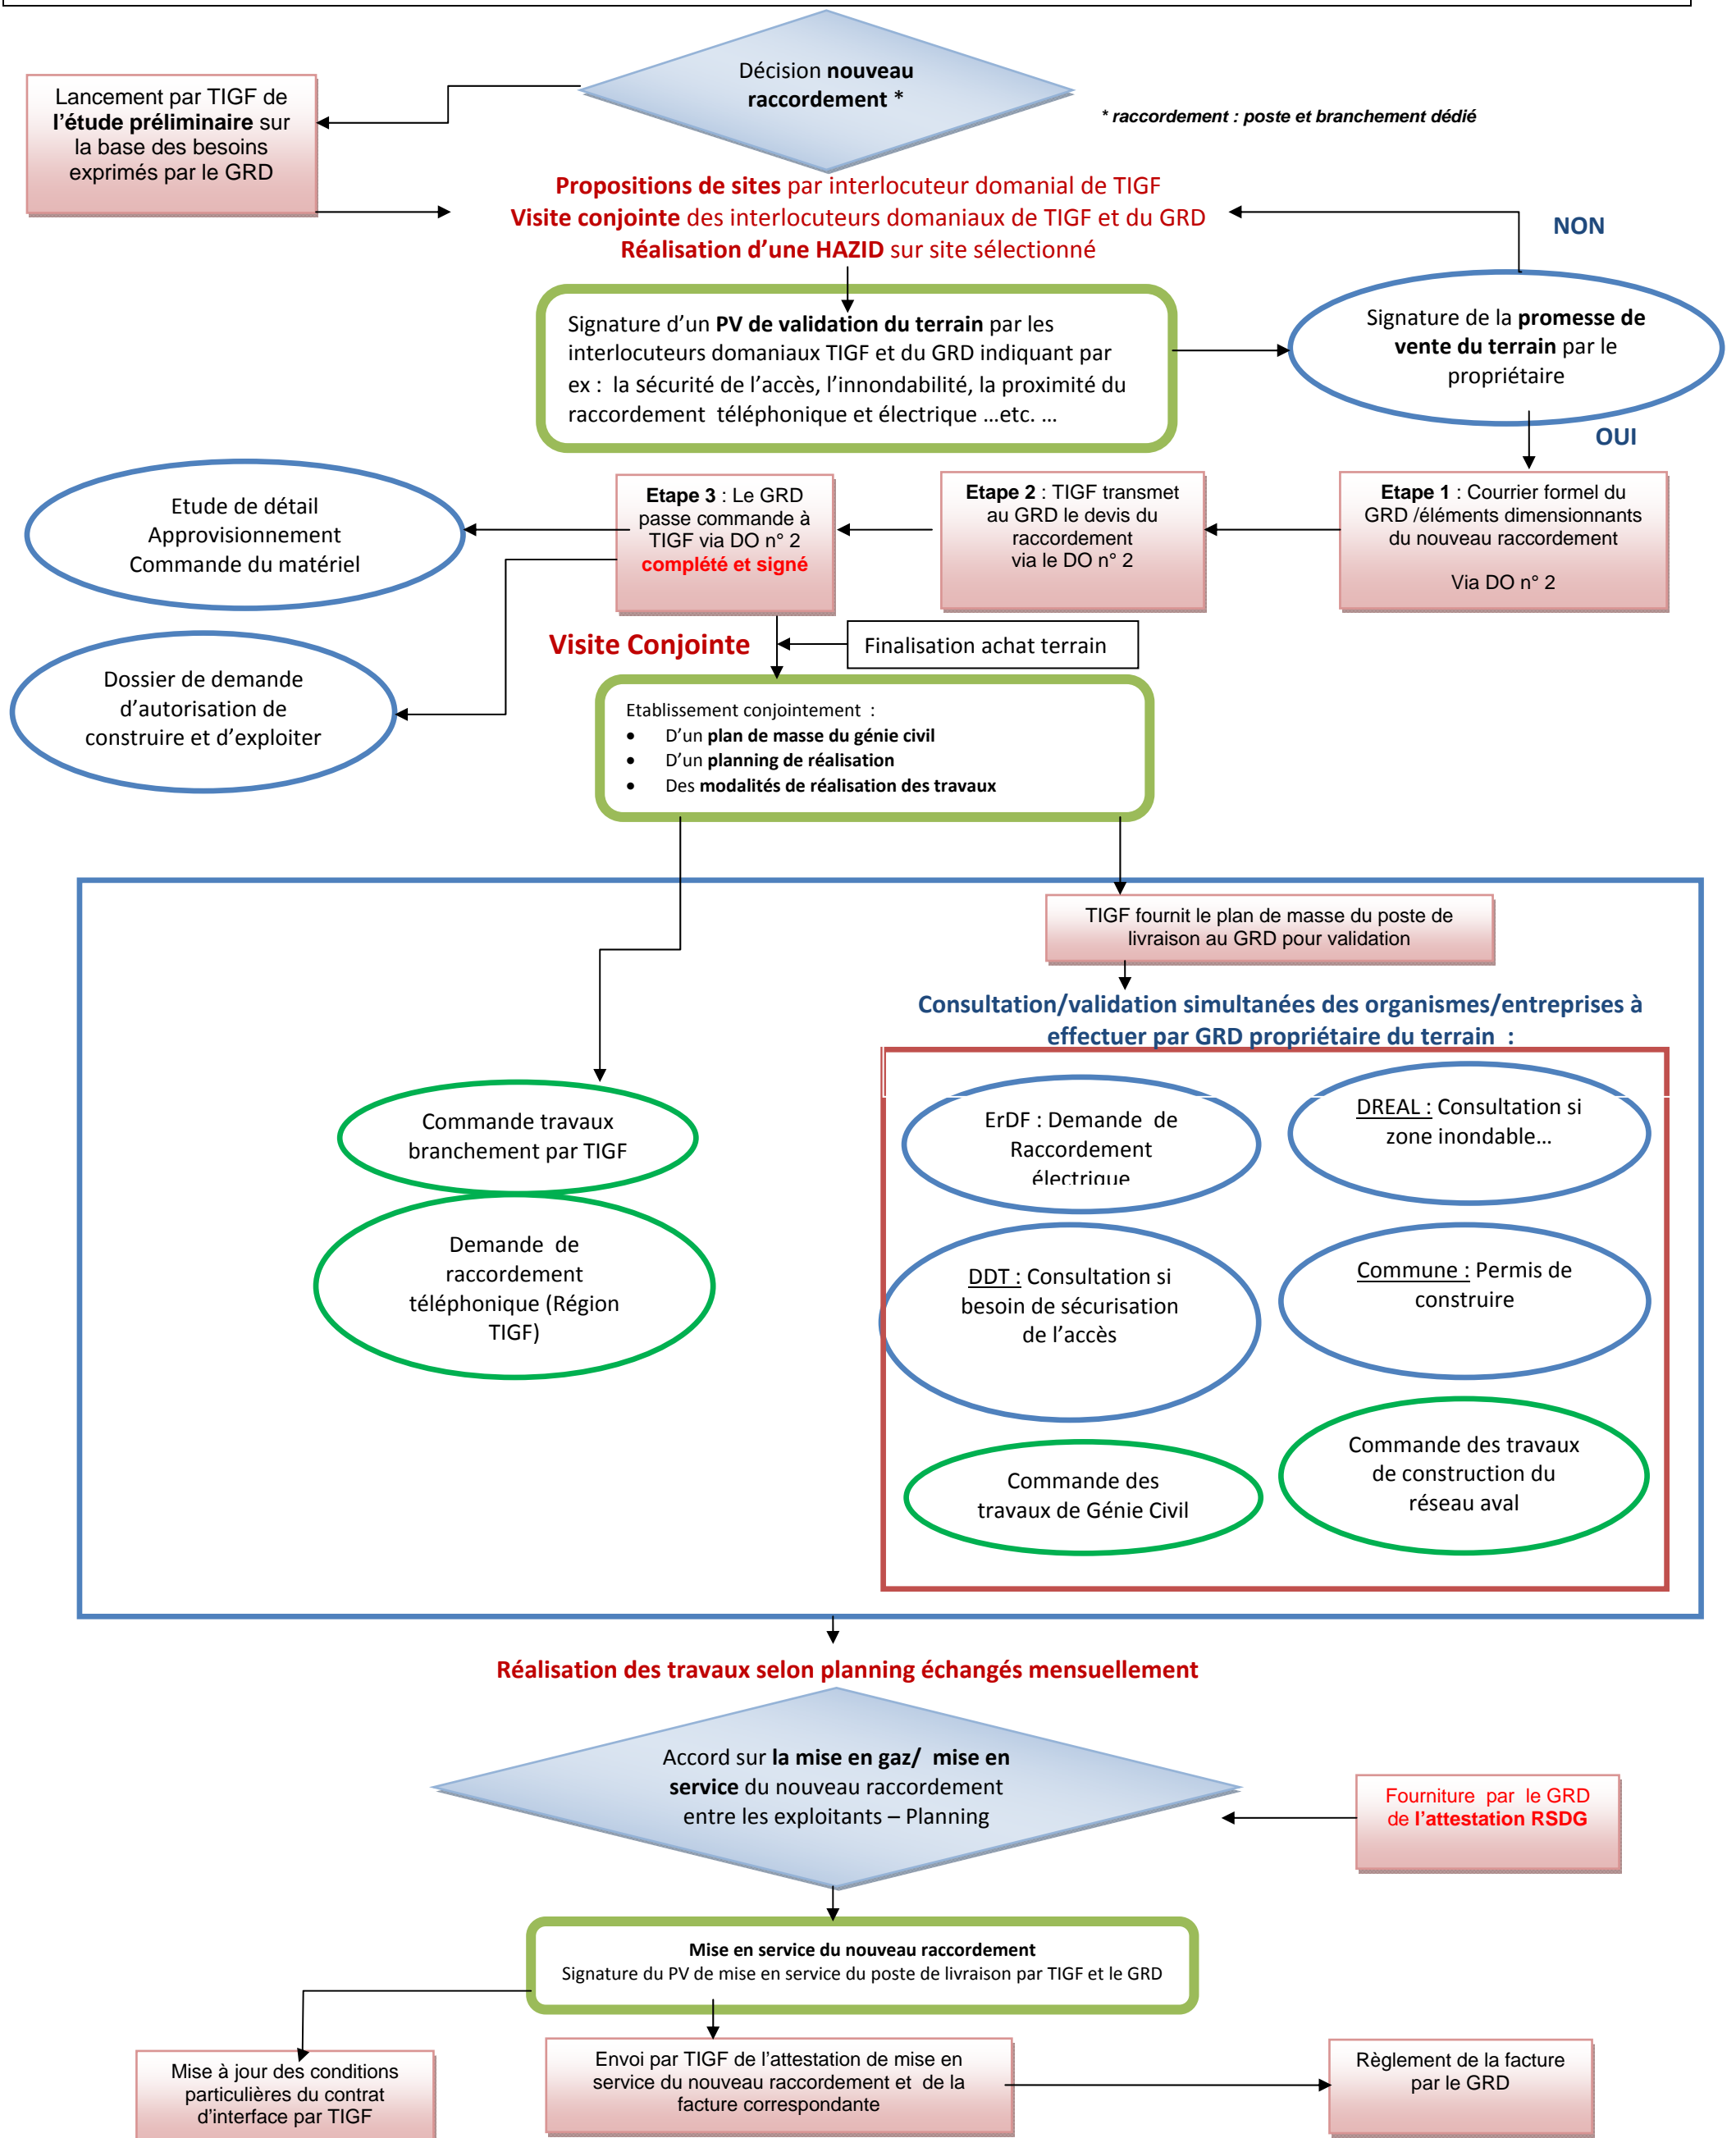 Décision nouveau
raccordement *
Lancement par TIGF de
l’étude préliminaire sur
la base des besoins
exprimés par le GRD
* raccordement : poste et branchement dédié
Propositions de sites par interlocuteur domanial de TIGF
Visite conjointe des interlocuteurs domaniaux de TIGF et du GRD
Réalisation d’une HAZID sur site sélectionné
NON
Signature d’un PV de validation du terrain par les
interlocuteurs domaniaux TIGF et du GRD indiquant par
ex : la sécurité de l’accès, l’innondabilité, la proximité du
raccordement téléphonique et électrique …etc. …
Signature de la promesse de
vente du terrain par le
propriétaire
OUI
Etape 1 : Courrier formel du
GRD /éléments dimensionnants
du nouveau raccordement
Via DO n° 2
Etape 2 : TIGF transmet
au GRD le devis du
raccordement
via le DO n° 2
Etape 3 : Le GRD
passe commande à
TIGF via DO n° 2
complété et signé
Etude de détail
Approvisionnement
Commande du matériel
Dossier de demande
d’autorisation de
construire et d’exploiter
Visite Conjointe
Finalisation achat terrain
Etablissement conjointement :
• D’un plan de masse du génie civil
• D’un planning de réalisation
• Des modalités de réalisation des travaux
TIGF fournit le plan de masse du poste de
livraison au GRD pour validation
Consultation/validation simultanées des organismes/entreprises à
effectuer par GRD propriétaire du terrain :
Commande travaux
branchement par TIGF
Demande de
raccordement
téléphonique (Région
TIGF)
ErDF : Demande de
Raccordement
électrique
DREAL : Consultation si
zone inondable…
DDT : Consultation si
besoin de sécurisation
de l’accès
Commune : Permis de
construire
Commande des
travaux de Génie Civil
Commande des travaux
de construction du
réseau aval
Réalisation des travaux selon planning échangés mensuellement
Accord sur la mise en gaz/ mise en
service du nouveau raccordement
entre les exploitants – Planning
Fourniture par le GRD
de l’attestation RSDG
Mise en service du nouveau raccordement
Signature du PV de mise en service du poste de livraison par TIGF et le GRD
Mise à jour des conditions
particulières du contrat
d’interface par TIGF
Envoi par TIGF de l’attestation de mise en
service du nouveau raccordement et de la
facture correspondante
Règlement de la facture
par le GRD